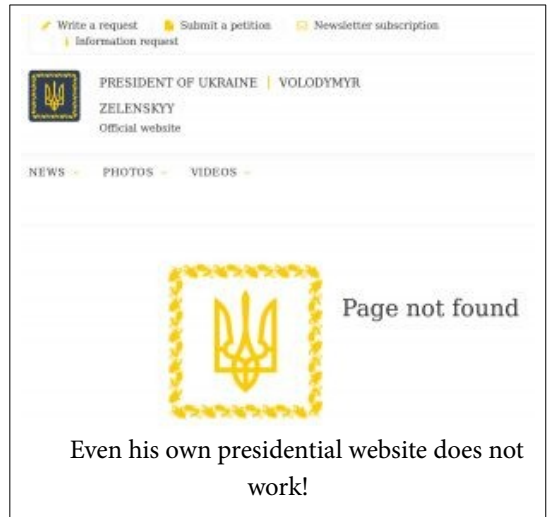 Write a request Submit a petition Newsletter subscription
Information request
PRESIDENT OF UKRAINE | VOLODYMYR
ZELENSKYY
Official website
NEWS PHOTOS VIDEOS
Page not found
Even his own presidential website does not
work!